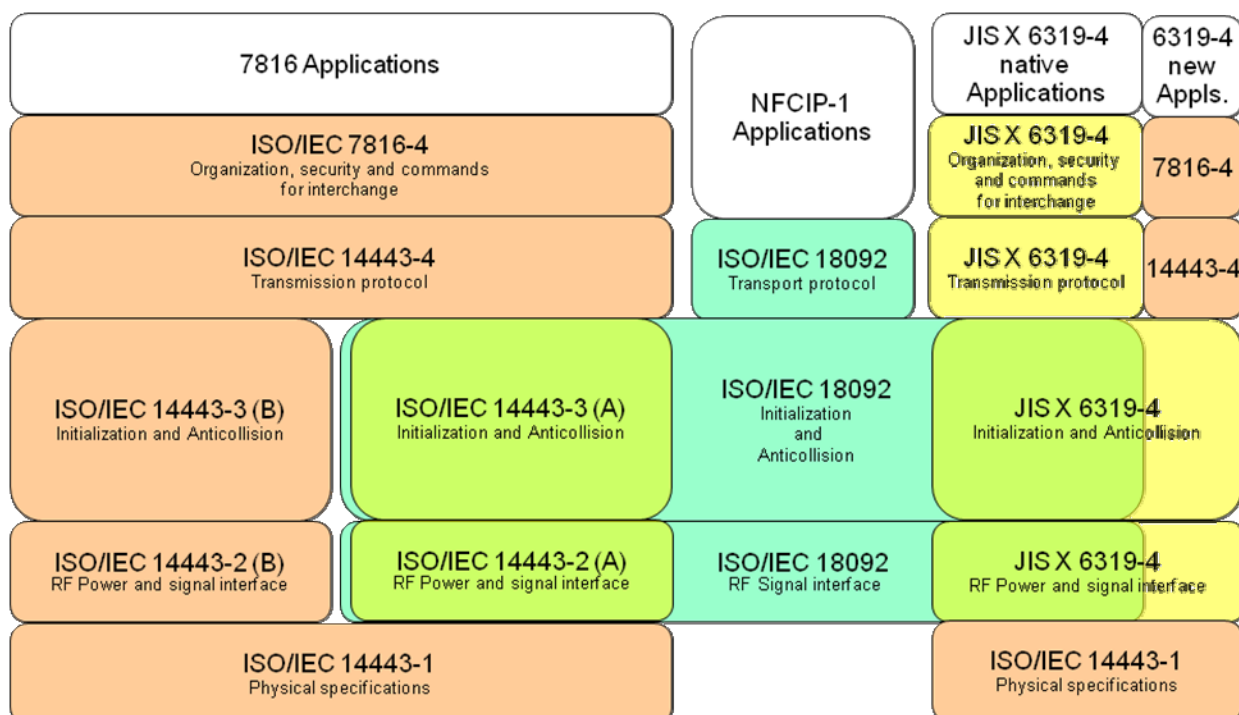 7816 Applications
NFCIP-1
Applications
JIS X 6319-4
native
Applications
6319-4
new
Appls.
ISO/IEC 7816-4
Organization, security and commands
for interchange
JIS X 6319-4
Organization, security
and commands
for interchange
7816-4
ISO/IEC 14443-4
Transmission protocol
ISO/IEC 18092
Transport protocol
JIS X 6319-4
Transmission protocol
14443-4
ISO/IEC 14443-3 (B)
Initialization and Anticollision
ISO/IEC 14443-3 (A)
Initialization and Anticollision
ISO/IEC 18092
Initialization
and
Anticollision
JIS X 6319-4
Initialization and Anticollision
ISO/IEC 14443-2 (B)
RF Power and signal interface
ISO/IEC 14443-2 (A)
RF Power and signal interface
ISO/IEC 18092
RF Signal interface
JIS X 6319-4
RF Power and signal interface
ISO/IEC 14443-1
Physical specifications
ISO/IEC 14443-1
Physical specifications